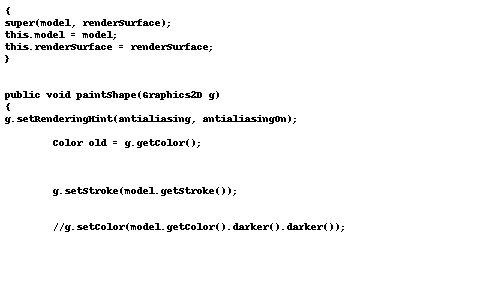 {
super(model, renderSurface);
this.model = model;
this.renderSurface = renderSurface;
}
public void paintShape(Graphics2D g)
{
g.setRenderingHint(antialiasing, antialiasingOn);
Color old = g.getColor();
g.setStroke(model.getStroke());
//g.setColor(model.getColor().darker().darker());